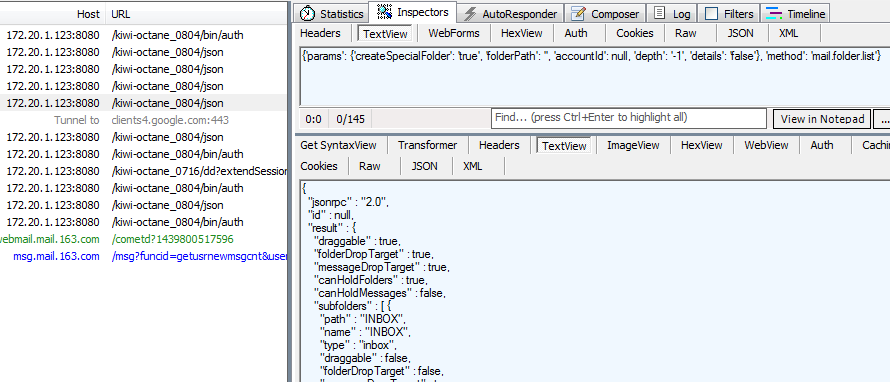 Host URL
172.20.1.123:8080 /kiwi-octane_0804/bin/auth
172.20.1.123:8080 /kiwi-octane_0804/json
172.20.1.123:8080 /kiwi-octane_0804/json
172.20.1.123:8080 /kiwi-octane_0804/json
172.20.1.123:8080 /kiwi-octane_0804/json
Tunnel to clients4.google.com:443
172.20.1.123:8080 /kiwi-octane_0804/json
172.20.1.123:8080 /kiwi-octane_0804/bin/auth
172.20.1.123:8080 /kiwi-octane_0716/dd?extendSession
172.20.1.123:8080 /kiwi-octane_0804/bin/auth
172.20.1.123:8080 /kiwi-octane_0804/json
172.20.1.123:8080 /kiwi-octane_0804/bin/auth
webmail.mail.163.com /cometd?1439800517596
msg.mail.163.com /msg?funcid=getusrnewmsgcnt&user
Statistics Inspectors AutoResponder Composer Log Filters Timeline
Headers TextView WebForms HexView Auth Cookies Raw JSON XML
{'params': {'createSpecialFolder': 'true', 'folderPath': '', 'accountId': null, 'depth': '-1', 'details': 'false'}, 'method': 'mail.folder.list'}
0:0 0/145 Find... (press Ctrl+Enter to highlight all) View in Notepad ...
Get SyntaxView Transformer Headers TextView ImageView HexView WebView Auth Cachi
Cookies Raw JSON XML
{
"jsonrpc" : "2.0",
"id" : null,
"result" : {
"draggable" : true,
"folderDropTarget" : true,
"messageDropTarget" : true,
"canHoldFolders" : true,
"canHoldMessages" : false,
"subfolders" : [ {
"path" : "INBOX",
"name" : "INBOX",
"type" : "inbox",
"draggable" : false,
"folderDropTarget" : false,